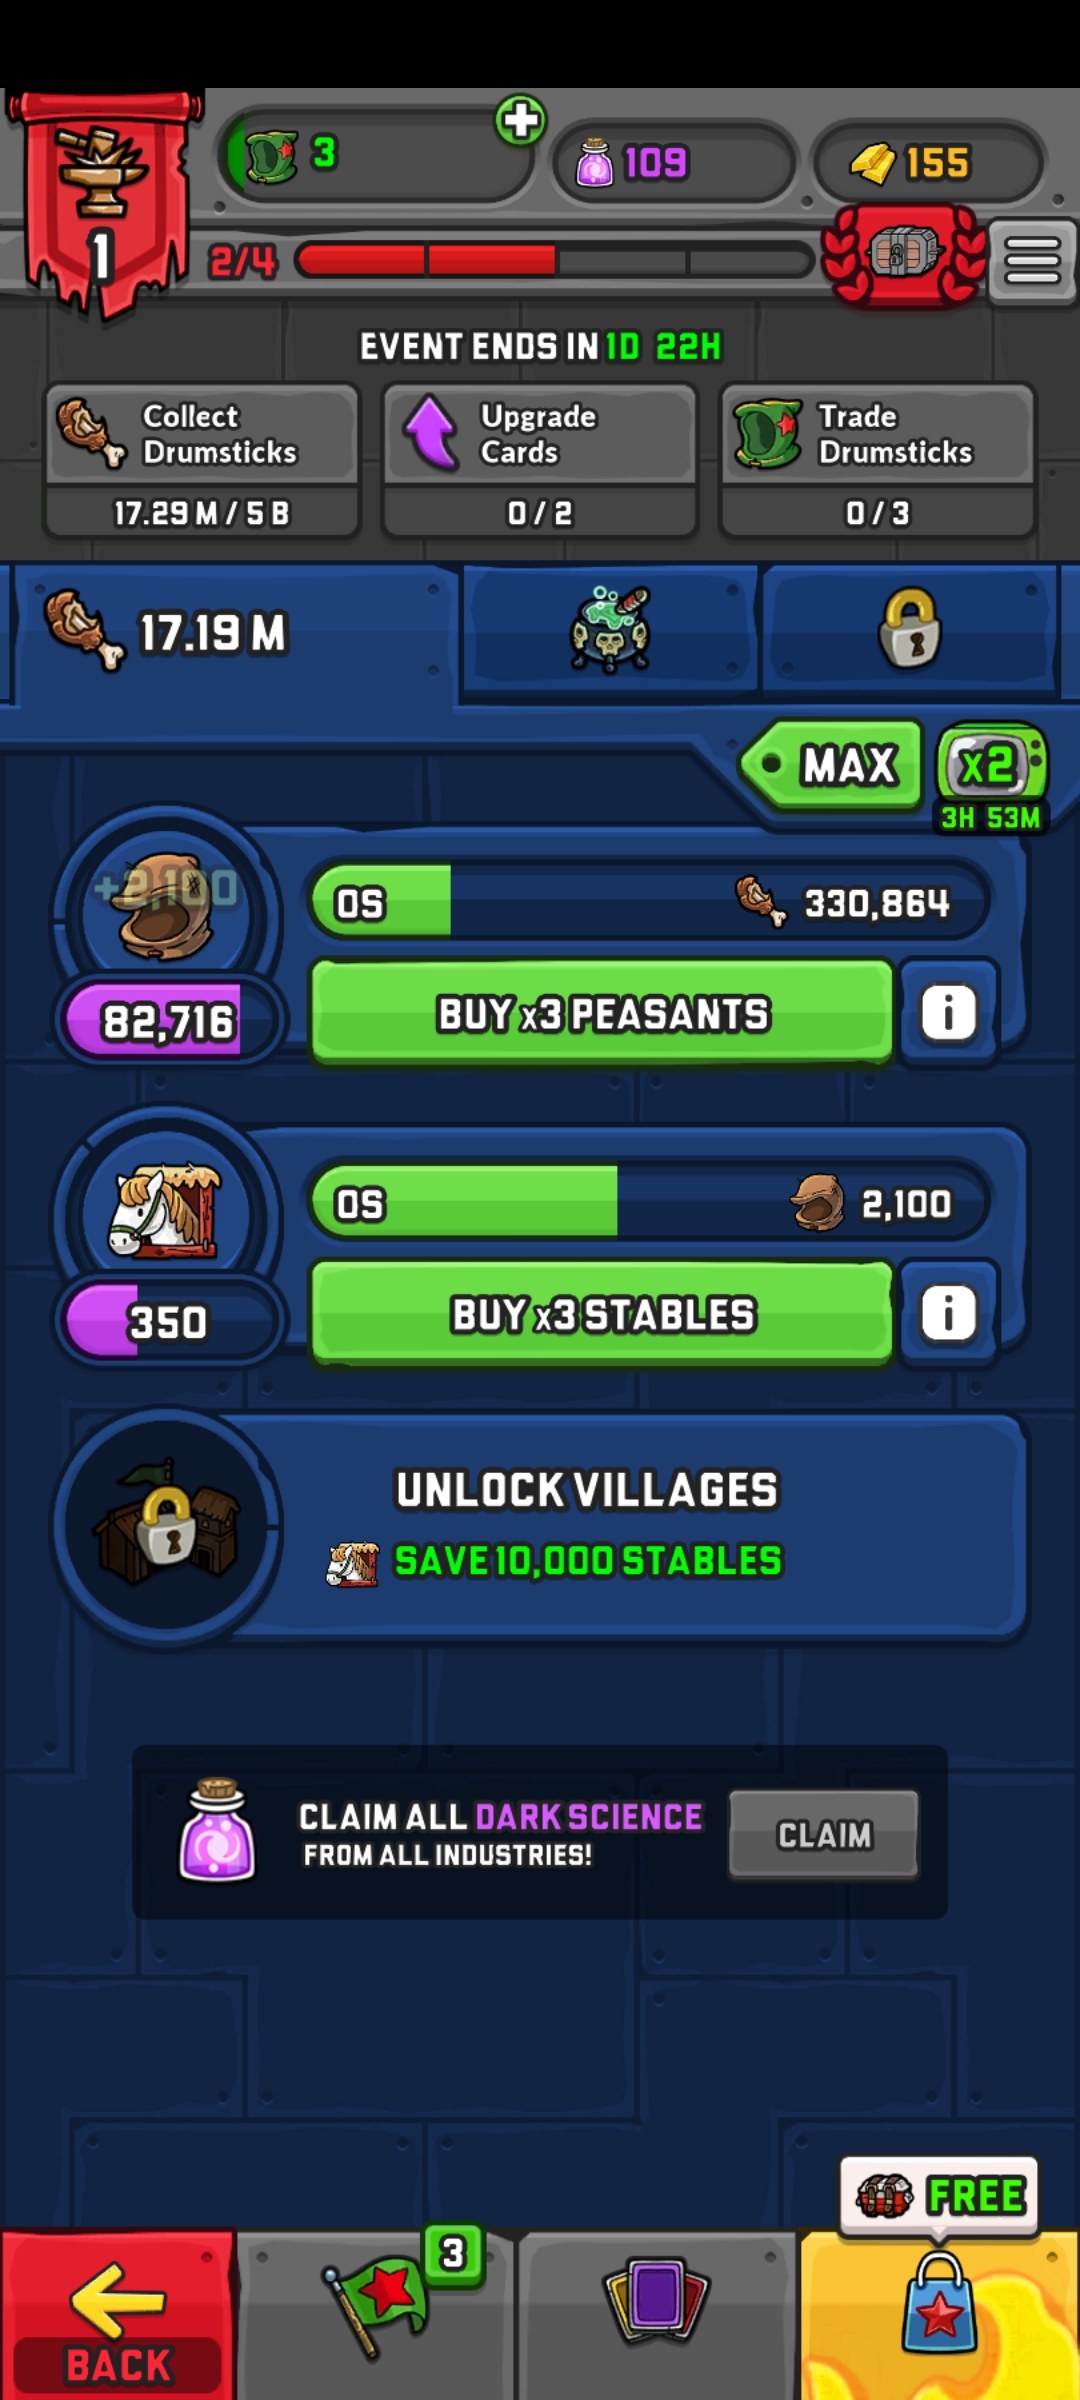 3
109
155
1
2/4
EVENT ENDS IN 1D 22H
Collect
Drumsticks
17.29 M / 5 B
Upgrade
Cards
0 / 2
Trade
Drumsticks
0 / 3
17.19 M
MAX
x2
3H 53M
+2,100
0S
330,864
82,716
BUY x3 PEASANTS
i
0S
2,100
350
BUY x3 STABLES
i
UNLOCK VILLAGES
SAVE 10,000 STABLES
CLAIM ALL DARK SCIENCE
FROM ALL INDUSTRIES!
CLAIM
FREE
3
BACK